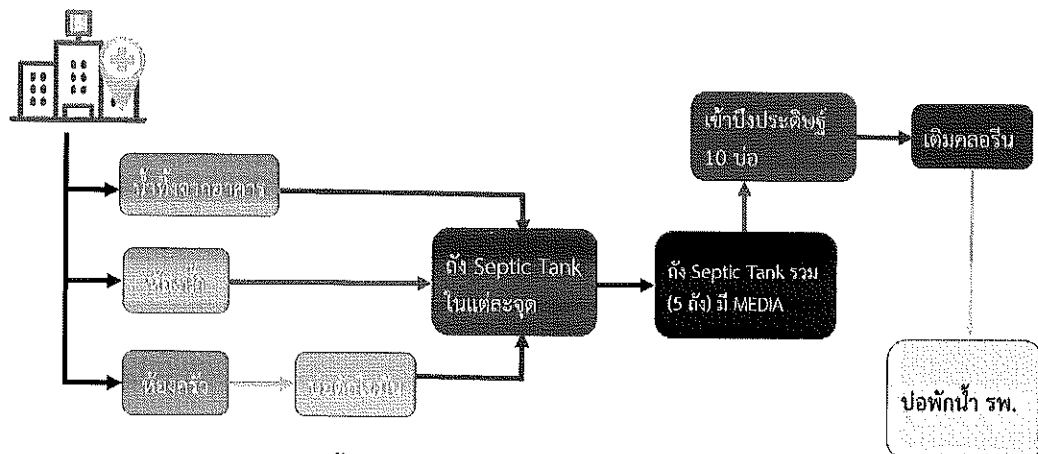 เข้าบึงประดิษฐ์
10 บ่อ
เติมคลอรีน
น้ำทิ้งจากอาคาร
ถัง Septic Tank
ในแต่ละจุด
ถัง Septic Tank รวม
(5 ถัง) มี MEDIA
ห้องครัว
บ่อดักไขมัน
บ่อพักน้ำ รพ.